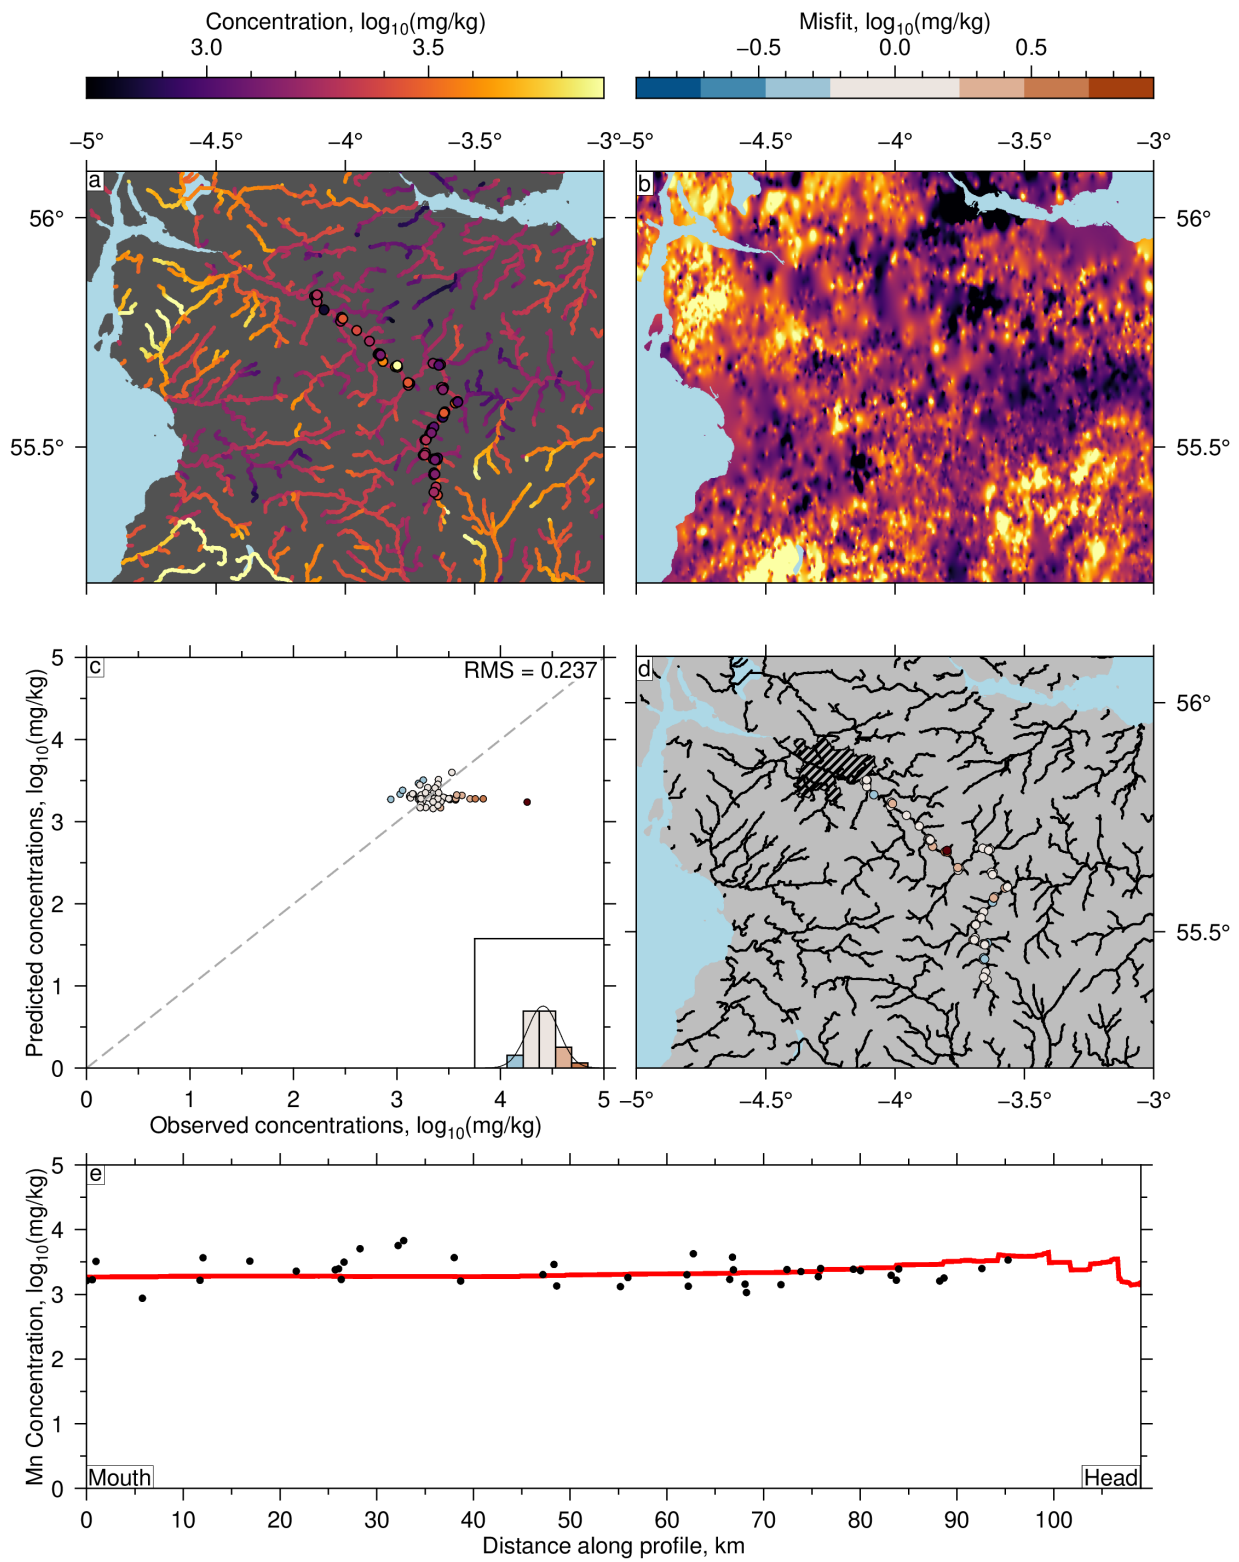 Concentration, log10(mg/kg)
3.0 3.5
Misfit, log10(mg/kg)
−0.5 0.0 0.5
−5° −4.5° −4° −3.5° −3°
−5° −4.5° −4° −3.5° −3°
a
56°
55.5°
b
56°
55.5°
c
RMS = 0.237
Predicted concentrations, log10(mg/kg)
5
4
3
2
1
0
0 1 2 3 4 5
Observed concentrations, log10(mg/kg)
d
56°
55.5°
−5° −4.5° −4° −3.5° −3°
e
Mn Concentration, log10(mg/kg)
5
4
3
2
1
0
Mouth
Head
0 10 20 30 40 50 60 70 80 90 100
Distance along profile, km